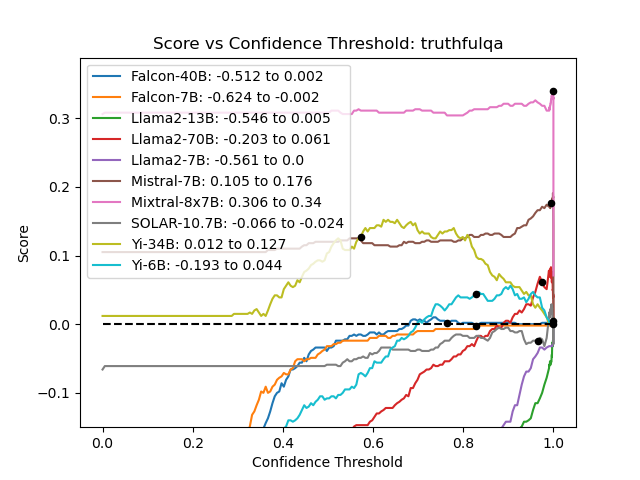 Score vs Confidence Threshold: truthfulqa
Falcon-40B: -0.512 to 0.002
Falcon-7B: -0.624 to -0.002
Llama2-13B: -0.546 to 0.005
Llama2-70B: -0.203 to 0.061
Llama2-7B: -0.561 to 0.0
Mistral-7B: 0.105 to 0.176
Mixtral-8x7B: 0.306 to 0.34
SOLAR-10.7B: -0.066 to -0.024
Yi-34B: 0.012 to 0.127
Yi-6B: -0.193 to 0.044
Score
0.3
0.2
0.1
0.0
−0.1
0.0 0.2 0.4 0.6 0.8 1.0
Confidence Threshold